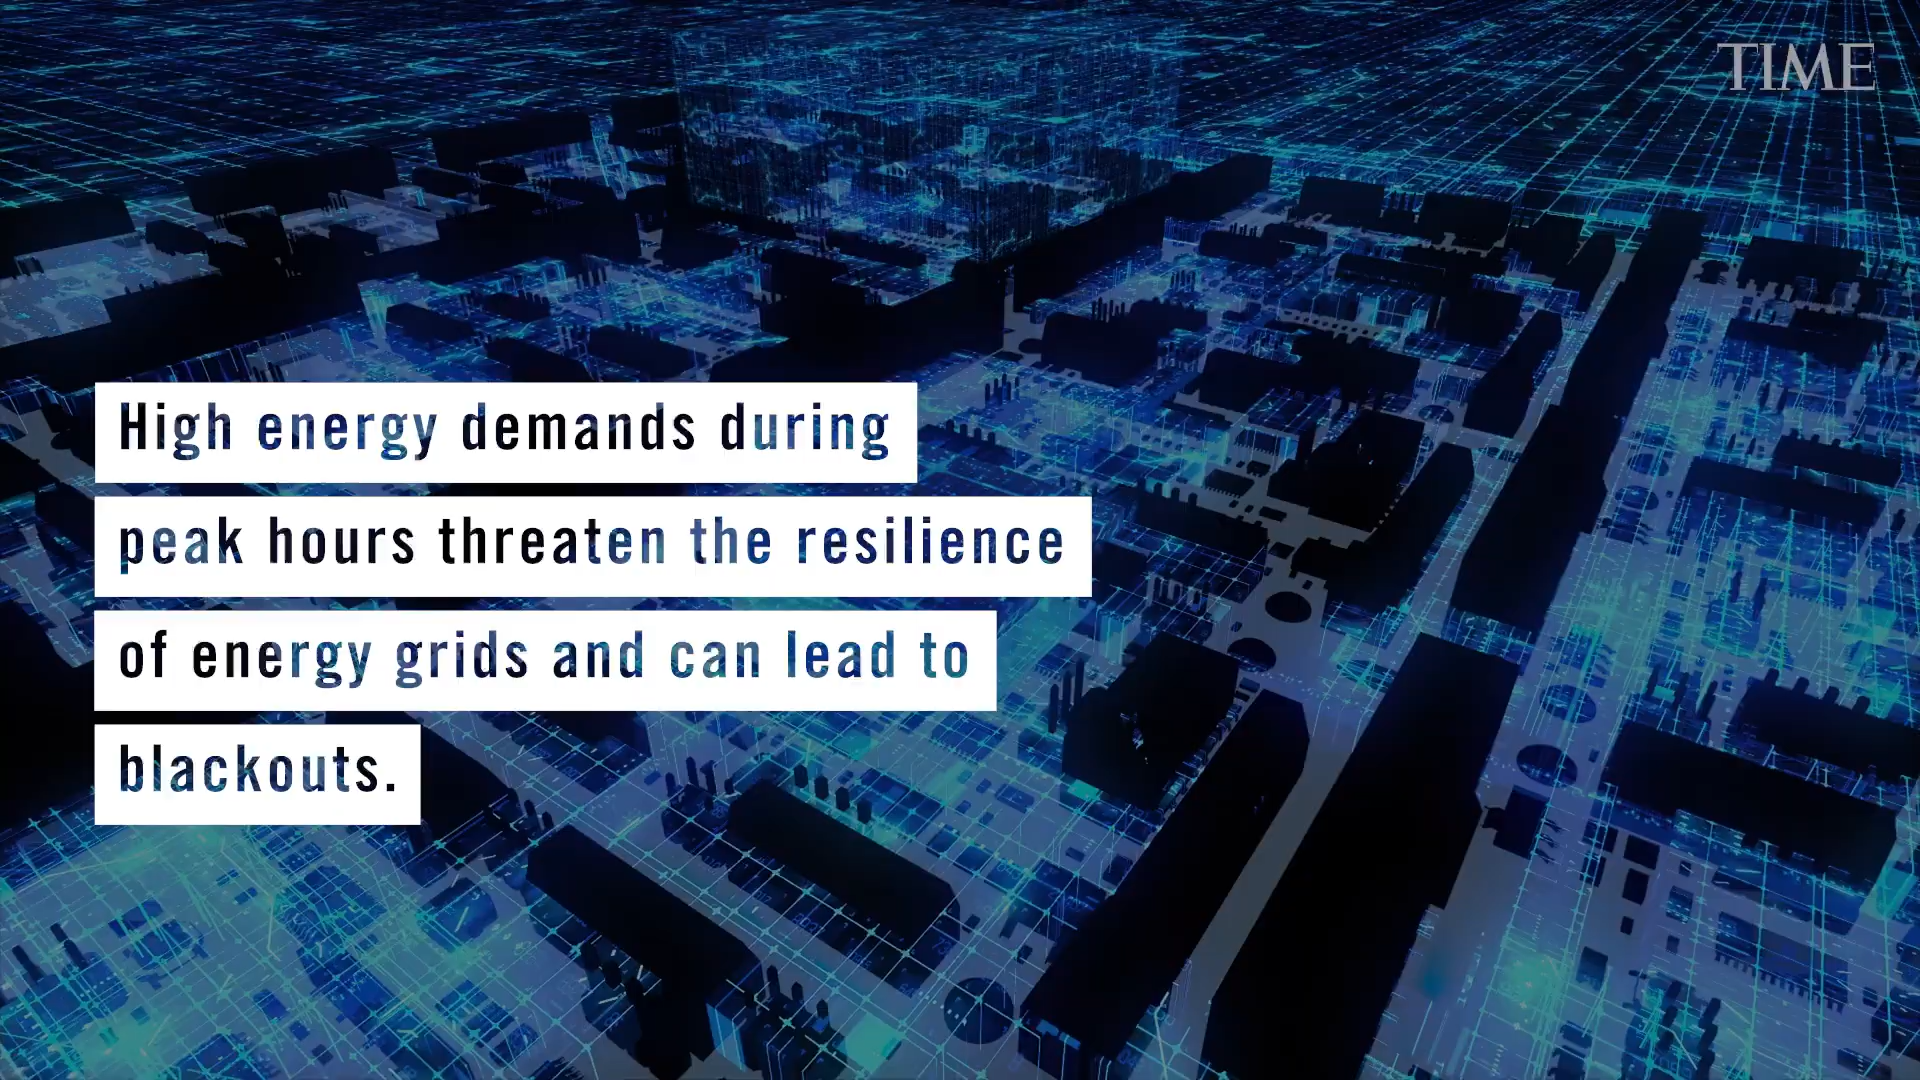 TIME
High energy demands during
peak hours threaten the resilience
of energy grids and can lead to
blackouts.